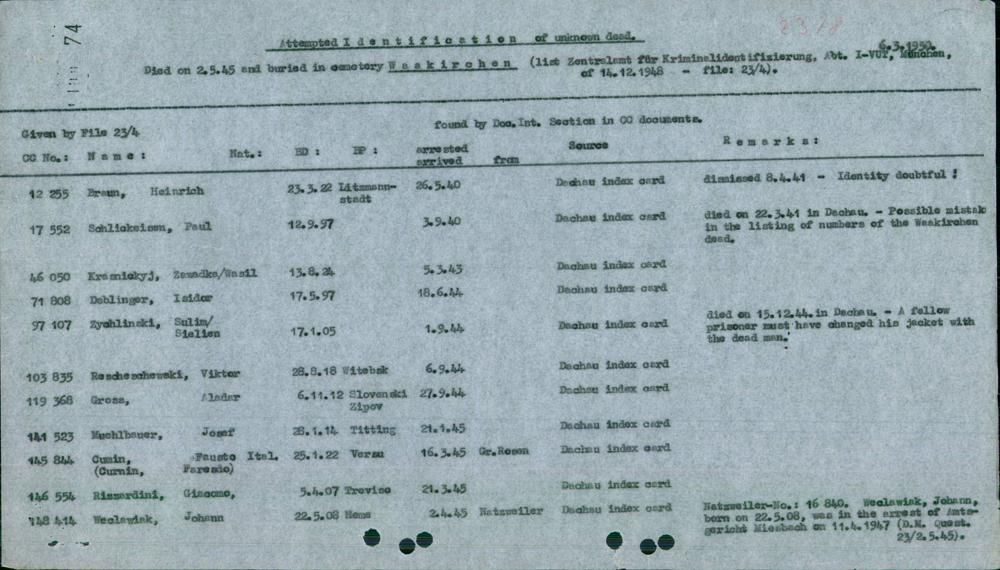 23/8
74
Attempted Identification of unknown dead.
6.3.1950.
Died on 2.5.45 and buried in cemetery Waakirchen (list Zentralamt für Kriminalidentifizierung, Abt. I-VUT, München,
of 14.12.1948 - file: 23/4).
Given by File 23/4 found by Doc.Int. Section in CC documents.
CC No.: Name: Nat.: BD: BP: arrested arrived from Source Remarks:
12 255 Braun, Heinrich 23.3.22 Litzmann- 26.5.40 Dachau index card dismissed 8.4.41 - Identity doubtful !
stadt
17 552 Schlickeisen, Paul 12.9.97 3.9.40 Dachau index card died on 22.3.41 in Dachau. - Possible mistak
in the listing of numbers of the Waakirchen
dead.
46 050 Krasnickyj, Zawadka/Wasil 13.8.24 5.3.43 Dachau index card
71 808 Doblinger, Isidor 17.5.97 18.6.44 Dachau index card
97 107 Zychlinski, Sulim/ 17.1.05 1.9.44 Dachau index card died on 15.12.44. in Dachau. - A fellow
Sielien prisoner must have changed his jacket with
the dead man.
103 835 Rescheschewski, Viktor 28.8.18 Witebsk 6.9.44 Dachau index card
119 368 Gross, Aladar 6.11.12 Slovenski 27.9.44 Dachau index card
Zipov
141 523 Muehlbauer, Josef 28.1.14 Titting 21.1.45 Dachau index card
145 844 Cumin, Fausto Ital. 25.1.22 16.3.45 Gr.Rosen Dachau index card
(Curnin,
146 554 Rizzardini, Giacomo, 5.4.07 Treviso 21.3.45 Dachau index card
148 414 Weclawiak, Johann 22.5.08 2.4.45 Natzweiler Dachau index card Natzweiler-No.: 16 840. Weclawiak, Johann,
born on 22.5.08, was in the arrest of Amts-
gericht Miesbach on 11.4.1947 (D.M. Quest.
23/2.5.45).